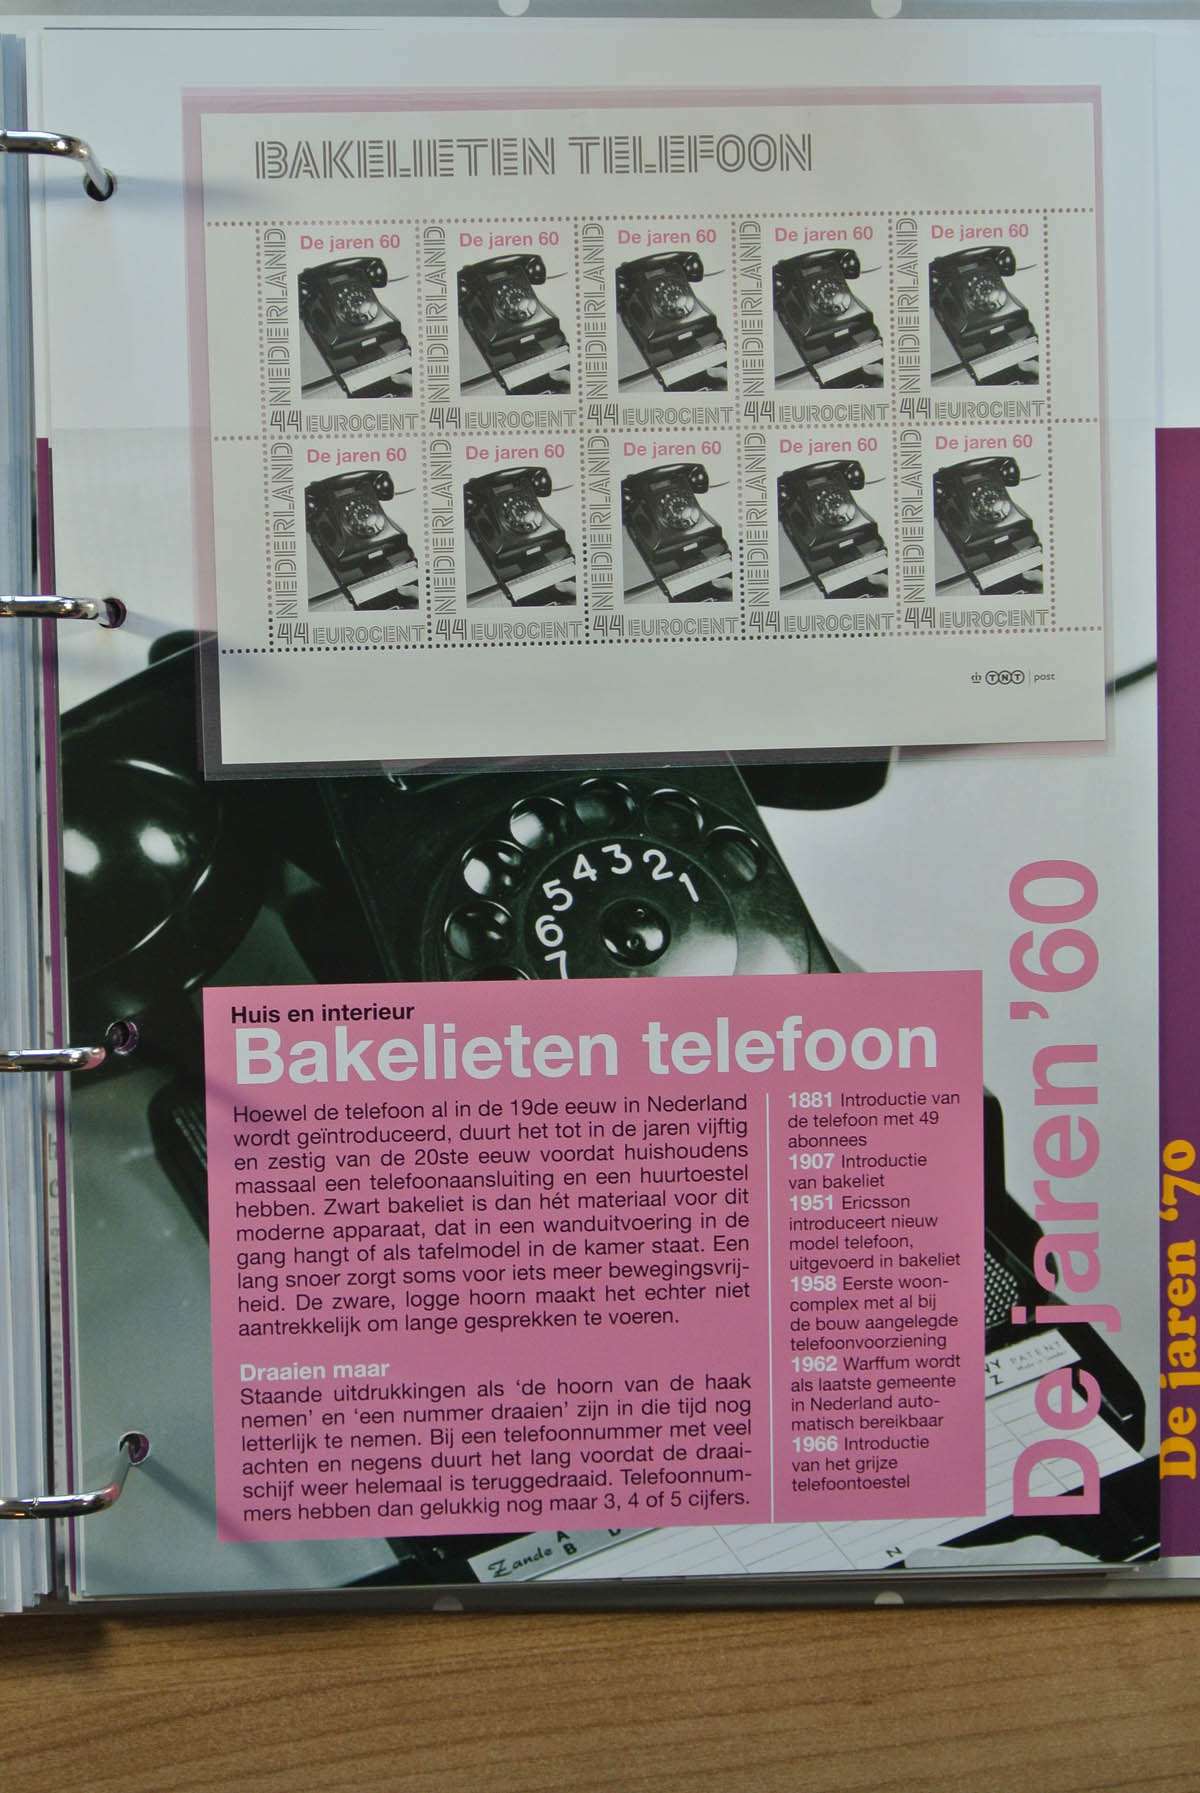 BAKELIETEN TELEFOON
De jaren 60 De jaren 60 De jaren 60 De jaren 60 De jaren 60
NEDERLAND NEDERLAND NEDERLAND NEDERLAND NEDERLAND
44 EUROCENT 44 EUROCENT 44 EUROCENT 44 EUROCENT 44 EUROCENT
De jaren 60 De jaren 60 De jaren 60 De jaren 60 De jaren 60
NEDERLAND NEDERLAND NEDERLAND NEDERLAND NEDERLAND
44 EUROCENT 44 EUROCENT 44 EUROCENT 44 EUROCENT 44 EUROCENT
TNT post
1
2
3
4
5
6
7
Huis en interieur
Bakelieten telefoon
Hoewel de telefoon al in de 19de eeuw in Nederland
wordt geïntroduceerd, duurt het tot in de jaren vijftig
en zestig van de 20ste eeuw voordat huishoudens
massaal een telefoonaansluiting en een huurtoestel
hebben. Zwart bakeliet is dan hét materiaal voor dit
moderne apparaat, dat in een wanduitvoering in de
gang hangt of als tafelmodel in de kamer staat. Een
lang snoer zorgt soms voor iets meer bewegingsvrij-
heid. De zware, logge hoorn maakt het echter niet
aantrekkelijk om lange gesprekken te voeren.
Draaien maar
Staande uitdrukkingen als ‘de hoorn van de haak
nemen’ en ‘een nummer draaien’ zijn in die tijd nog
letterlijk te nemen. Bij een telefoonnummer met veel
achten en negens duurt het lang voordat de draai-
schijf weer helemaal is teruggedraaid. Telefoonnum-
mers hebben dan gelukkig nog maar 3, 4 of 5 cijfers.
1881 Introductie van
de telefoon met 49
abonnees
1907 Introductie
van bakeliet
1951 Ericsson
introduceert nieuw
model telefoon,
uitgevoerd in bakeliet
1958 Eerste woon-
complex met al bij
de bouw aangelegde
telefoonvoorziening
1962 Warffum wordt
als laatste gemeente
in Nederland auto-
matisch bereikbaar
1966 Introductie
van het grijze
telefoontoestel
De jaren ’60
De jaren ’70
PATENT
Z
Zande A
B
N